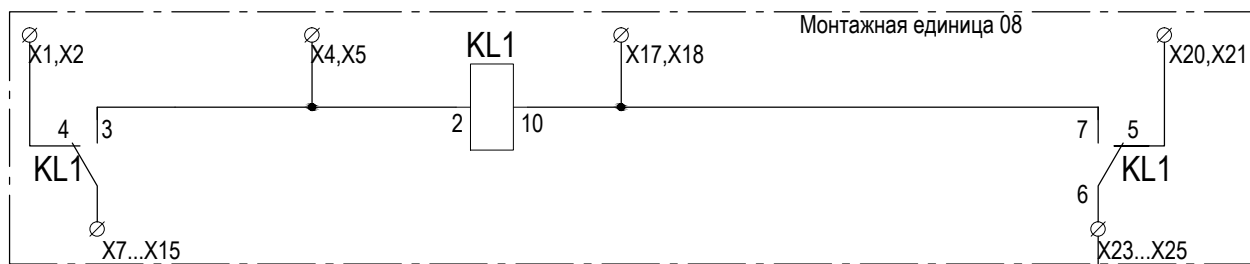 Монтажная единица 08
X1,X2
X4,X5
KL1
X17,X18
X20,X21
4
3
2
10
7
5
KL1
KL1
6
X7...X15
X23...X25